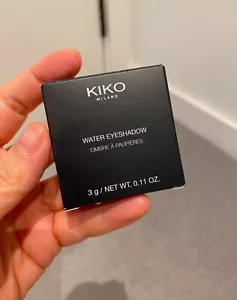 KIKO
MILANO
WATER EYESHADOW
OMBRE À PAUPIÈRES
3 g / NET WT. 0.11 OZ.